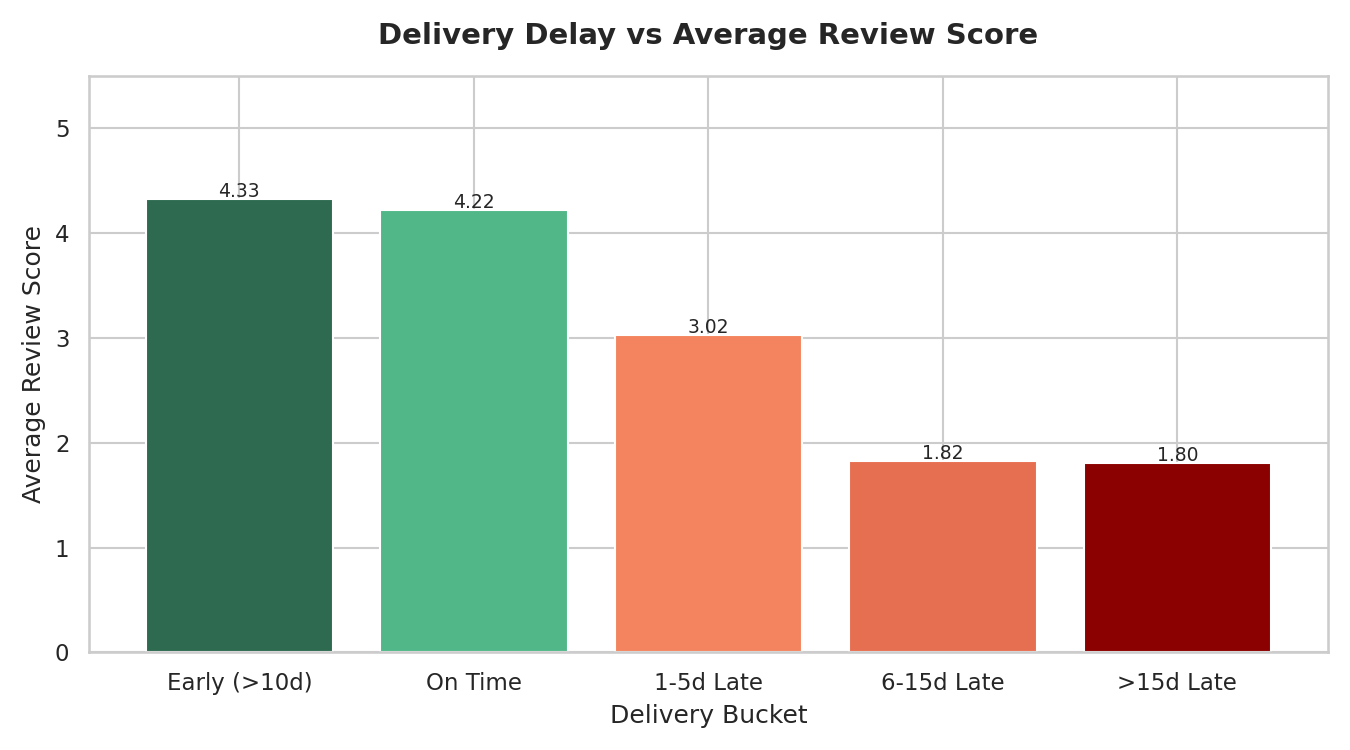 Delivery Delay vs Average Review Score
Average Review Score
5
4
3
2
1
0
4.33
4.22
3.02
1.82
1.80
Early (>10d)
On Time
1-5d Late
6-15d Late
>15d Late
Delivery Bucket